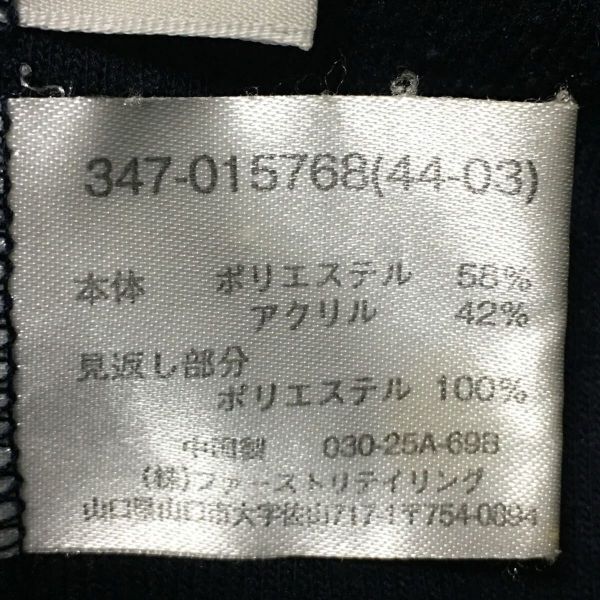 347-015768(44-03)
本体 ポリエステル 58%
アクリル 42%
見返し部分
ポリエステル 100%
中国製 030-25A-69B
(株)ファーストリテイリング
山口県山口市大字佐山717-1〒754-0894